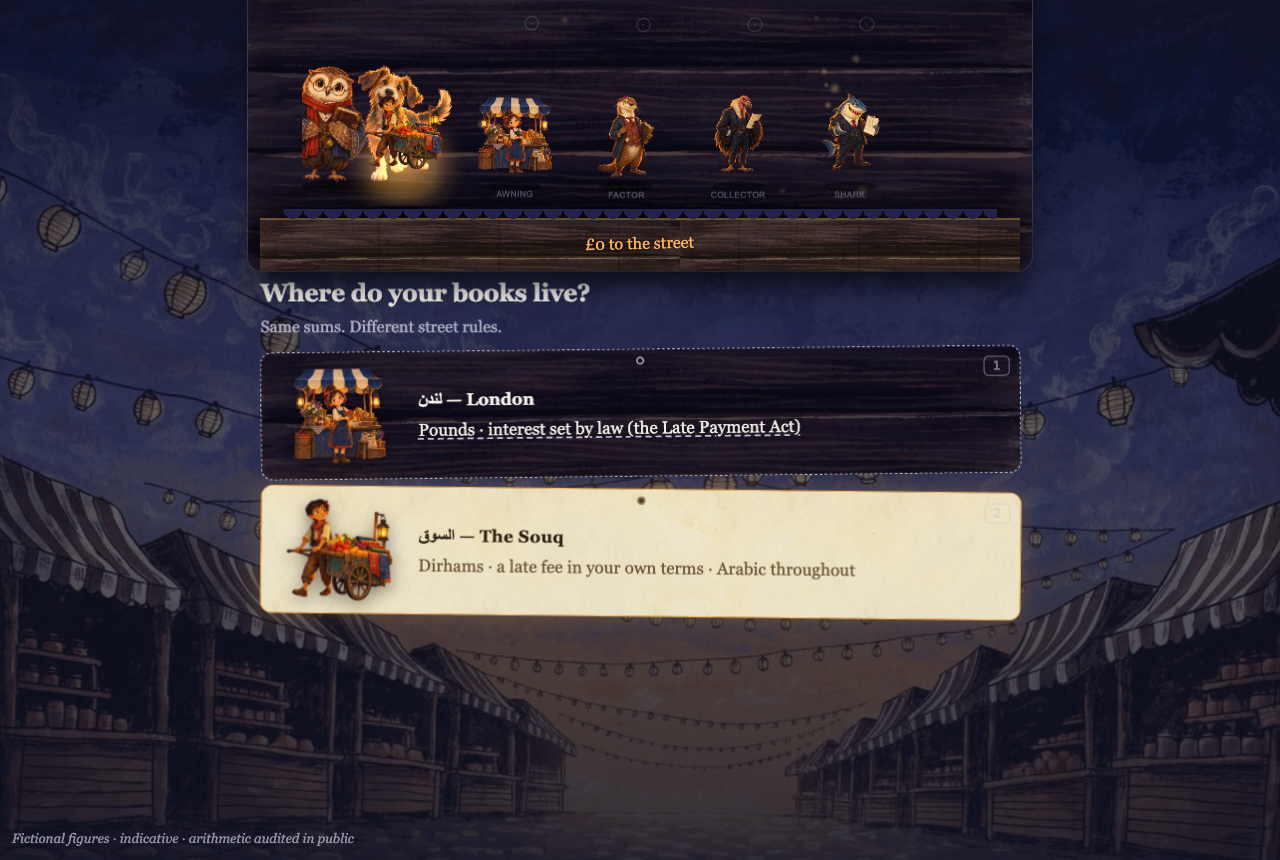 AWNING
FACTOR
COLLECTOR
SHARK
£0 to the street
Where do your books live?
Same sums. Different street rules.
1
لندن — London
Pounds · interest set by law (the Late Payment Act)
2
السوق — The Souq
Dirhams · a late fee in your own terms · Arabic throughout
Fictional figures · indicative · arithmetic audited in public